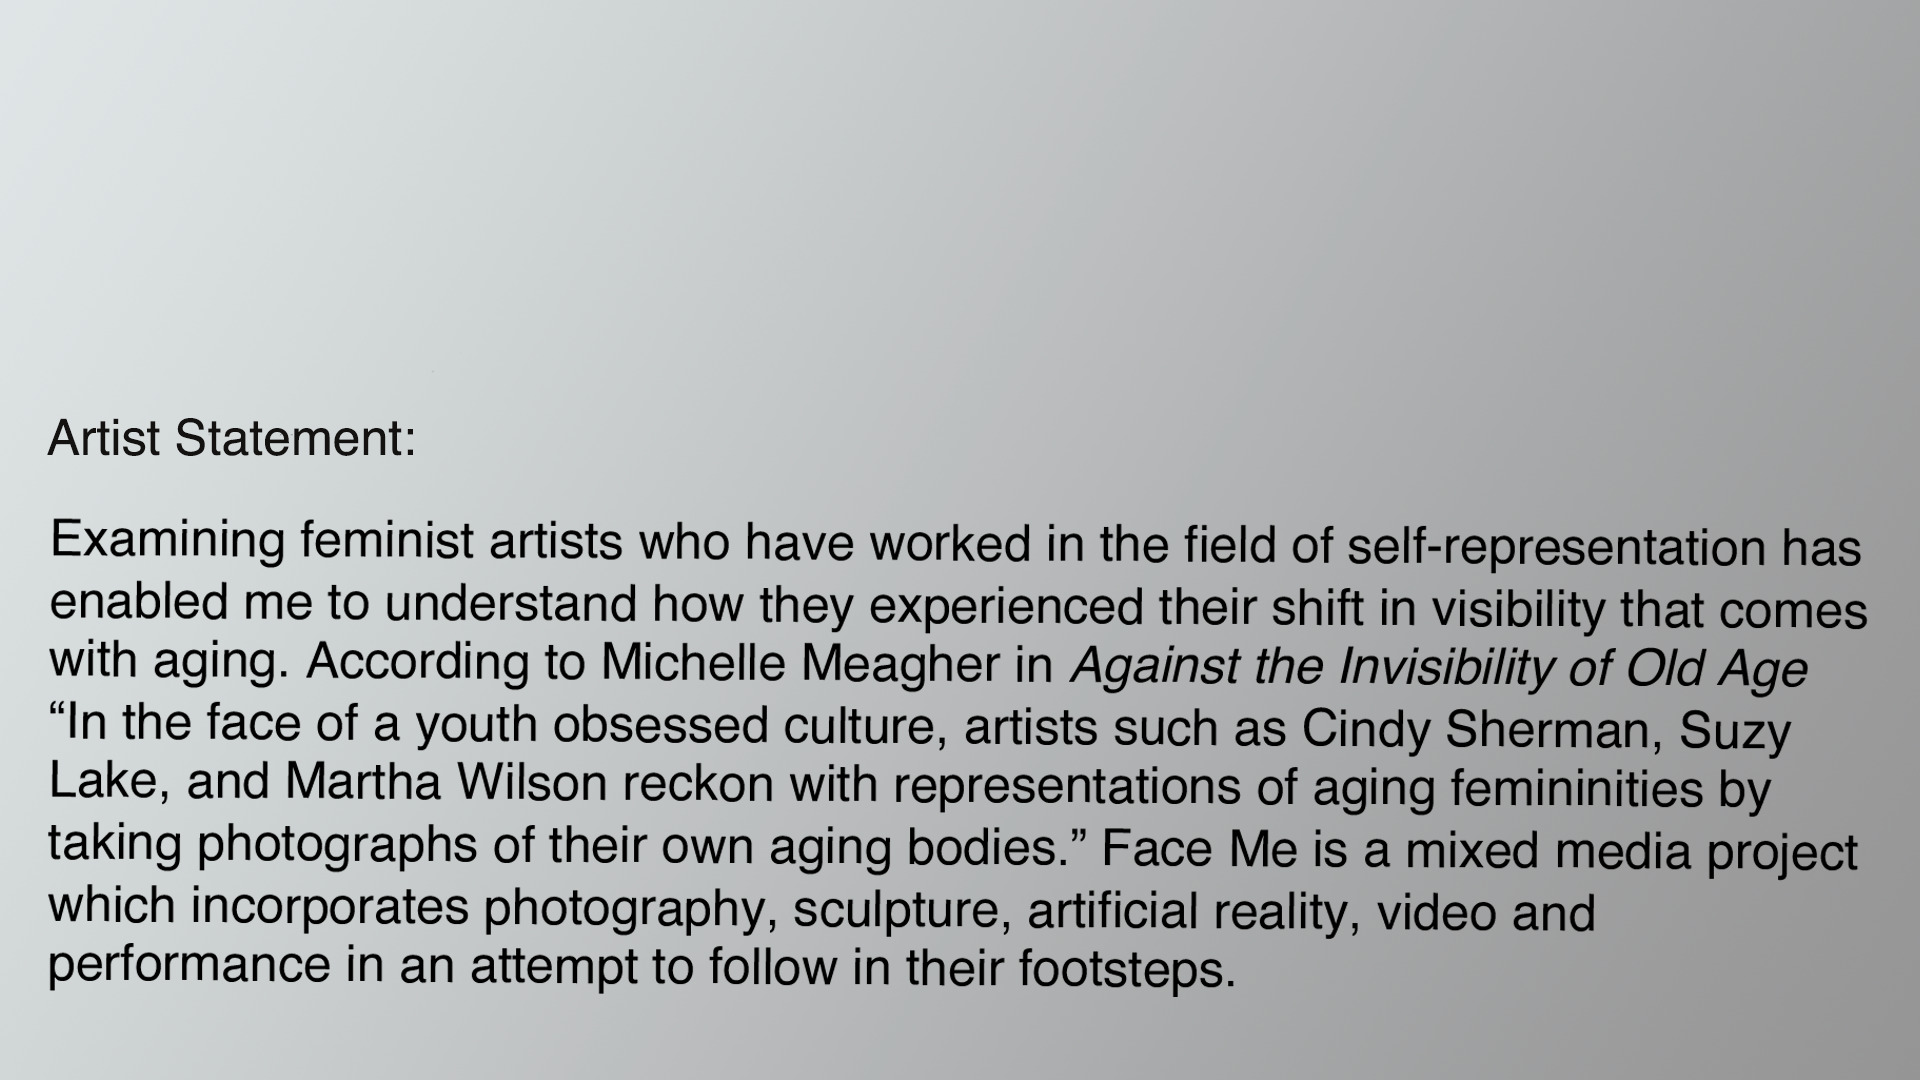 Artist Statement:
Examining feminist artists who have worked in the field of self-representation has
enabled me to understand how they experienced their shift in visibility that comes
with aging. According to Michelle Meagher in Against the Invisibility of Old Age
“In the face of a youth obsessed culture, artists such as Cindy Sherman, Suzy
Lake, and Martha Wilson reckon with representations of aging femininities by
taking photographs of their own aging bodies.” Face Me is a mixed media project
which incorporates photography, sculpture, artificial reality, video and
performance in an attempt to follow in their footsteps.